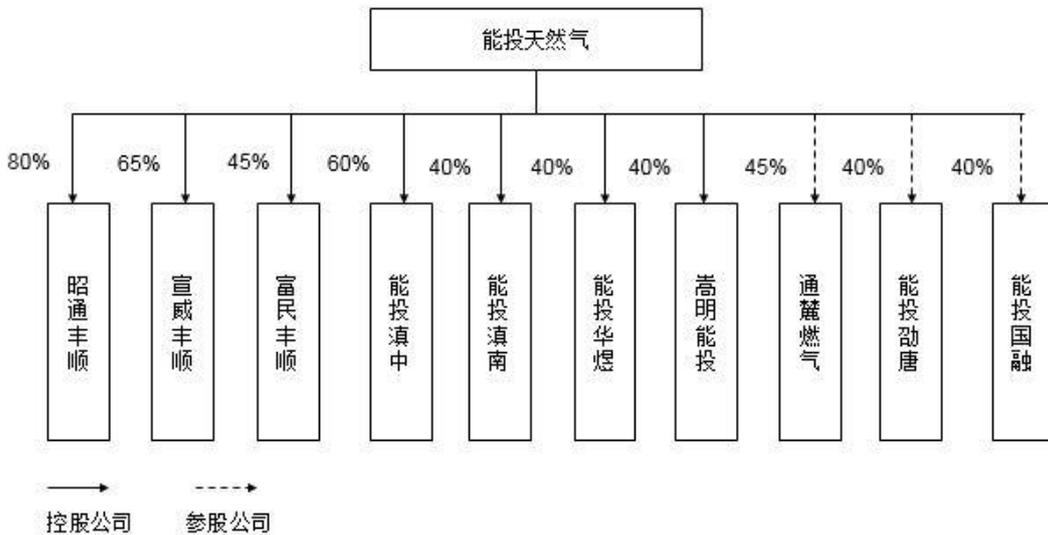 能投天然气
80%
65%
45%
60%
40%
40%
40%
45%
40%
40%
昭通丰顺
宣威丰顺
富民丰顺
能投滇中
能投滇南
能投华煜
嵩明能投
通麓燃气
能投劭唐
能投国融
控股公司
参股公司